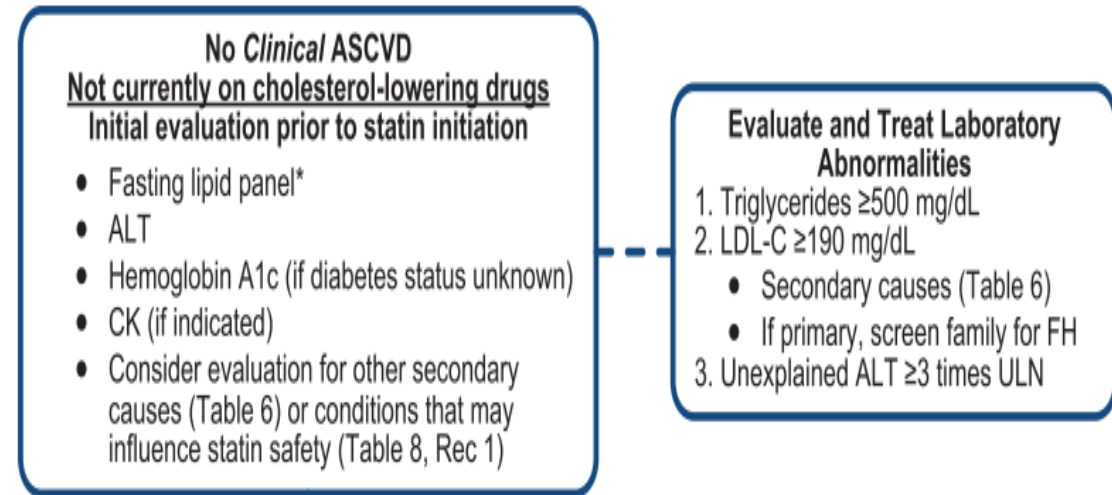 No Clinical ASCVD
Not currently on cholesterol-lowering drugs
Initial evaluation prior to statin initiation
• Fasting lipid panel*
• ALT
• Hemoglobin A1c (if diabetes status unknown)
• CK (if indicated)
• Consider evaluation for other secondary
causes (Table 6) or conditions that may
influence statin safety (Table 8, Rec 1)
Evaluate and Treat Laboratory
Abnormalities
1. Triglycerides ≥500 mg/dL
2. LDL-C ≥190 mg/dL
• Secondary causes (Table 6)
• If primary, screen family for FH
3. Unexplained ALT ≥3 times ULN